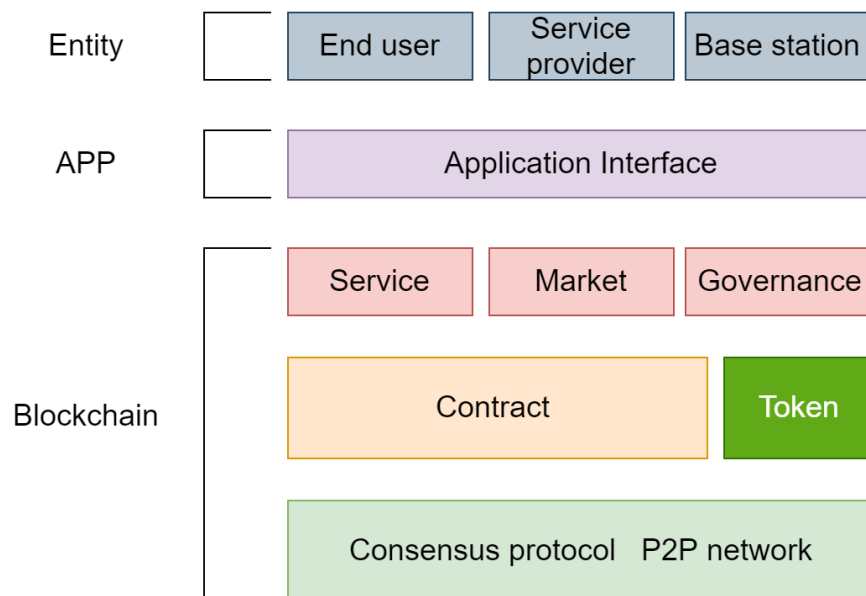 Entity
End user
Service
provider
Base station
APP
Application Interface
Service
Market
Governance
Blockchain
Contract
Token
Consensus protocol P2P network